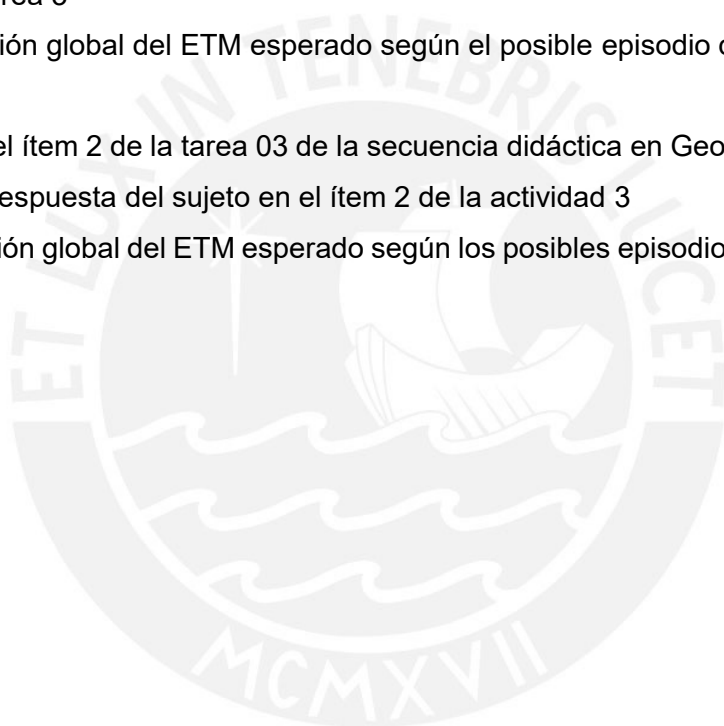 ión global del ETM esperado según el posible episodio
el ítem 2 de la tarea 03 de la secuencia didáctica en Geo
espuesta del sujeto en el ítem 2 de la actividad 3
ión global del ETM esperado según los posibles episodio
ET LUX IN TENEBRIS LUCET
MCMXVII